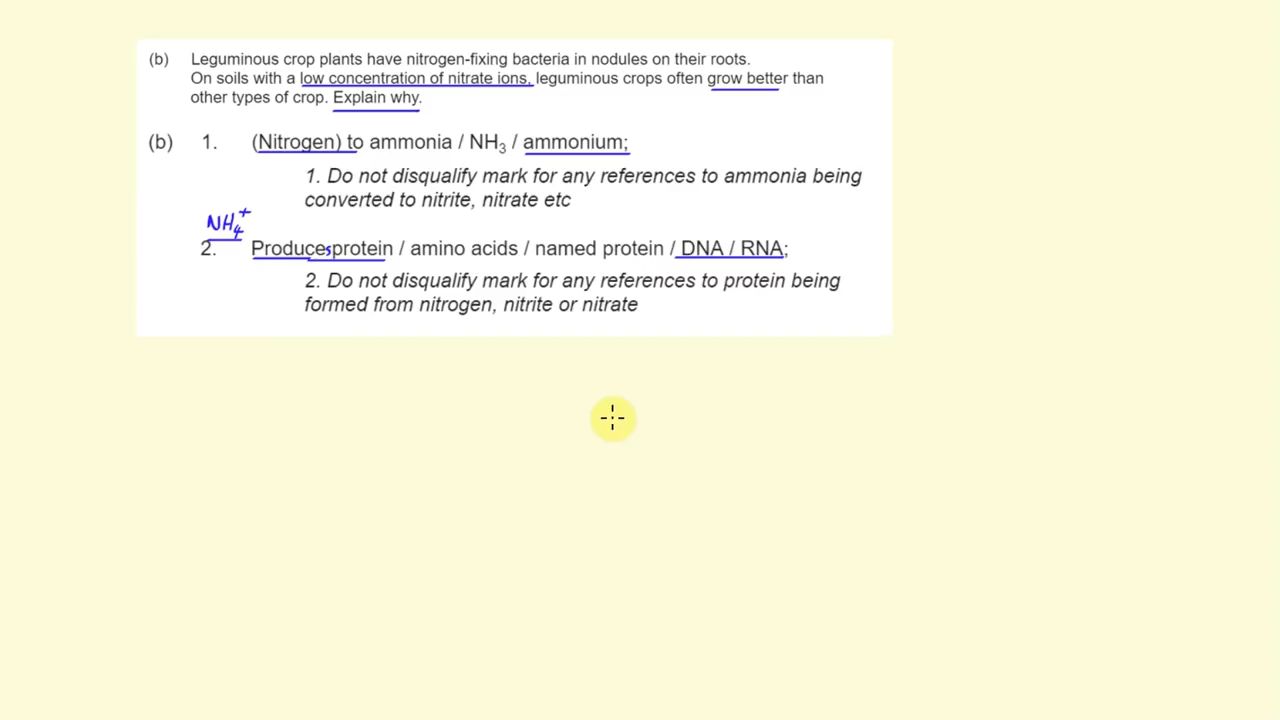 (b) Leguminous crop plants have nitrogen-fixing bacteria in nodules on their roots.
On soils with a low concentration of nitrate ions, leguminous crops often grow better than
other types of crop. Explain why.
(b) 1. (Nitrogen) to ammonia / NH₃ / ammonium;
1. Do not disqualify mark for any references to ammonia being
converted to nitrite, nitrate etc
NH₄⁺
2. Produces protein / amino acids / named protein / DNA / RNA;
2. Do not disqualify mark for any references to protein being
formed from nitrogen, nitrite or nitrate